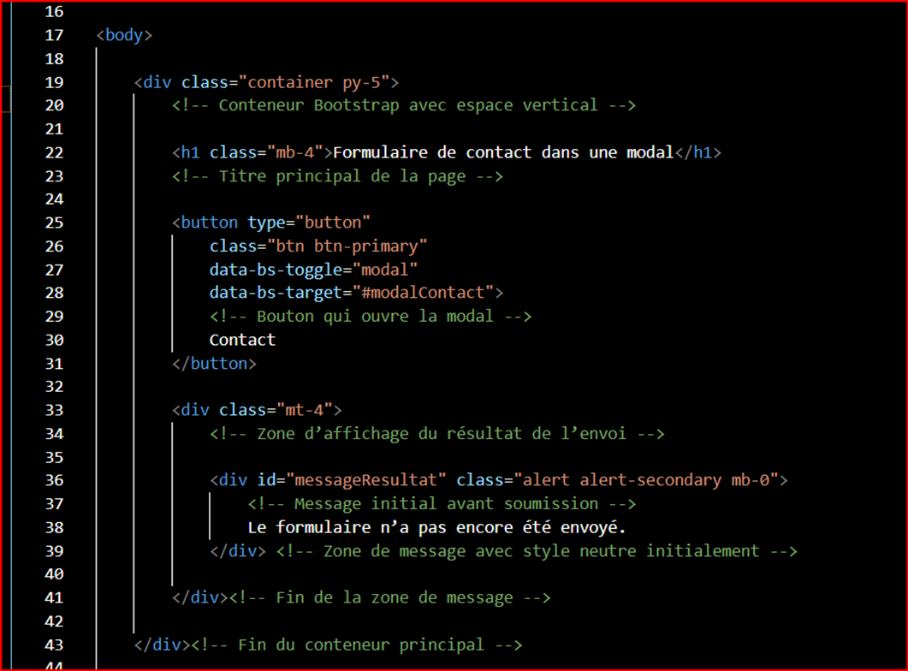 16
17 <body>
18
19 <div class="container py-5">
20 <!-- Conteneur Bootstrap avec espace vertical -->
21
22 <h1 class="mb-4">Formulaire de contact dans une modal</h1>
23 <!-- Titre principal de la page -->
24
25 <button type="button"
26 class="btn btn-primary"
27 data-bs-toggle="modal"
28 data-bs-target="#modalContact">
29 <!-- Bouton qui ouvre la modal -->
30 Contact
31 </button>
32
33 <div class="mt-4">
34 <!-- Zone d’affichage du résultat de l’envoi -->
35
36 <div id="messageResultat" class="alert alert-secondary mb-0">
37 <!-- Message initial avant soumission -->
38 Le formulaire n’a pas encore été envoyé.
39 </div> <!-- Zone de message avec style neutre initialement -->
40
41 </div><!-- Fin de la zone de message -->
42
43 </div><!-- Fin du conteneur principal -->
44